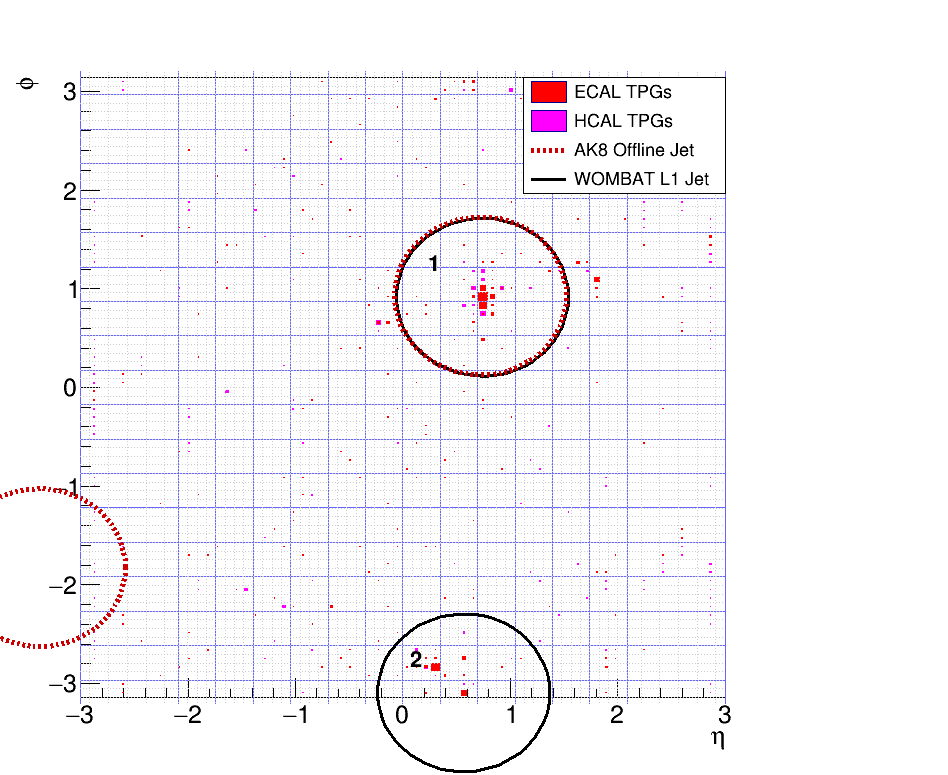 φ
3
ECAL TPGs
HCAL TPGs
AK8 Offline Jet
WOMBAT L1 Jet
2
1
1
0
−1
−2
2
−3
−3 −2 −1 0 1 2 3
η